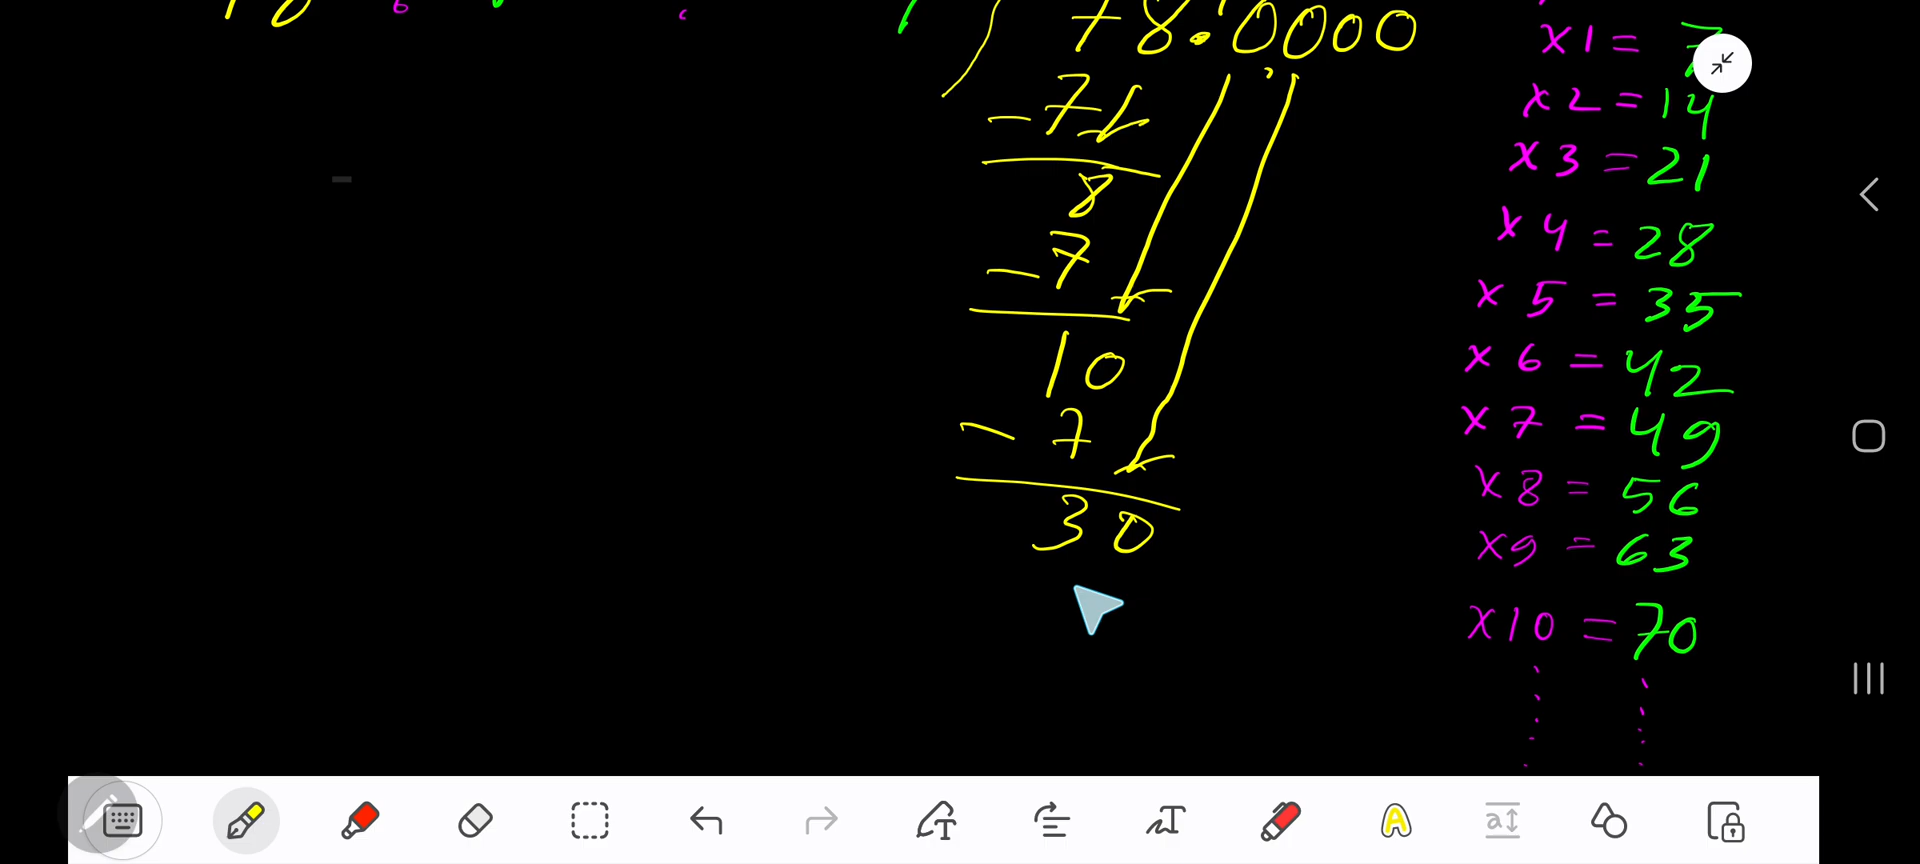 78.0000
-7
8
-7
10
-7
30
x1 = 7
x2 = 14
x3 = 21
x4 = 28
x5 = 35
x6 = 42
x7 = 49
x8 = 56
x9 = 63
x10 = 70